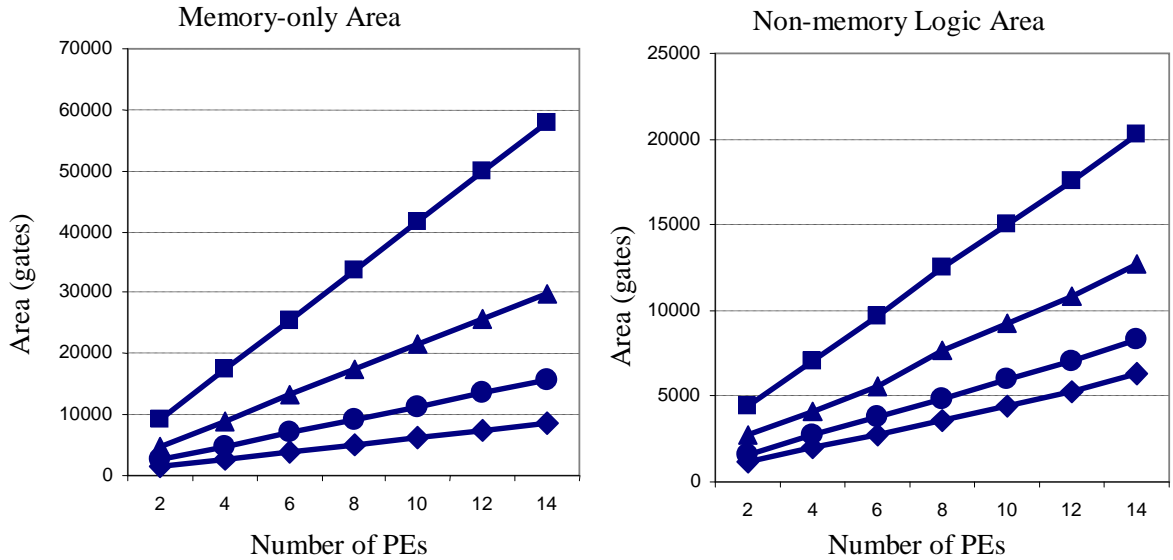 Memory-only Area
70000
60000
50000
40000
30000
20000
10000
0
Area (gates)
2 4 6 8 10 12 14
Number of PEs
Non-memory Logic Area
25000
20000
15000
10000
5000
0
Area (gates)
2 4 6 8 10 12 14
Number of PEs